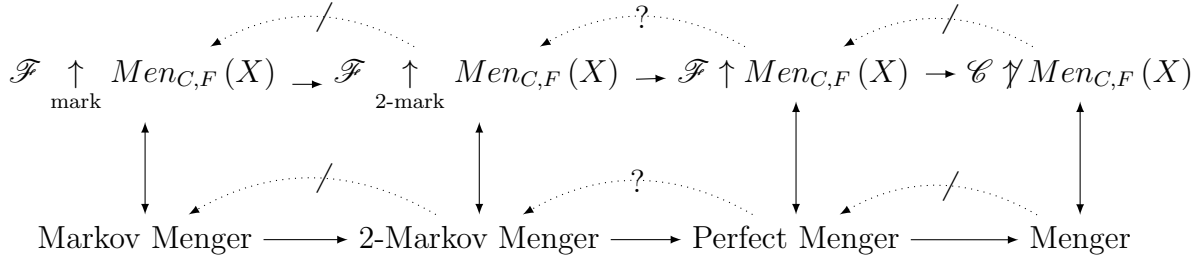 ?
ℱ ↑ mark Men_{C,F} (X) → ℱ ↑ 2-mark Men_{C,F} (X) → ℱ ↑ Men_{C,F} (X) → 𝒞 ↑̸ Men_{C,F} (X)
?
Markov Menger → 2-Markov Menger → Perfect Menger → Menger